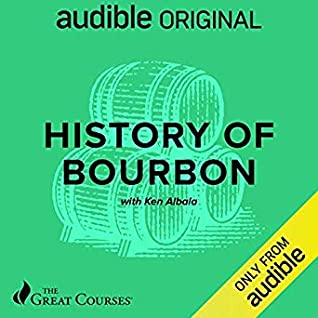 audible ORIGINAL
HISTORY OF
BOURBON
with Ken Albala
THE
GREAT COURSES®
ONLY FROM
audible